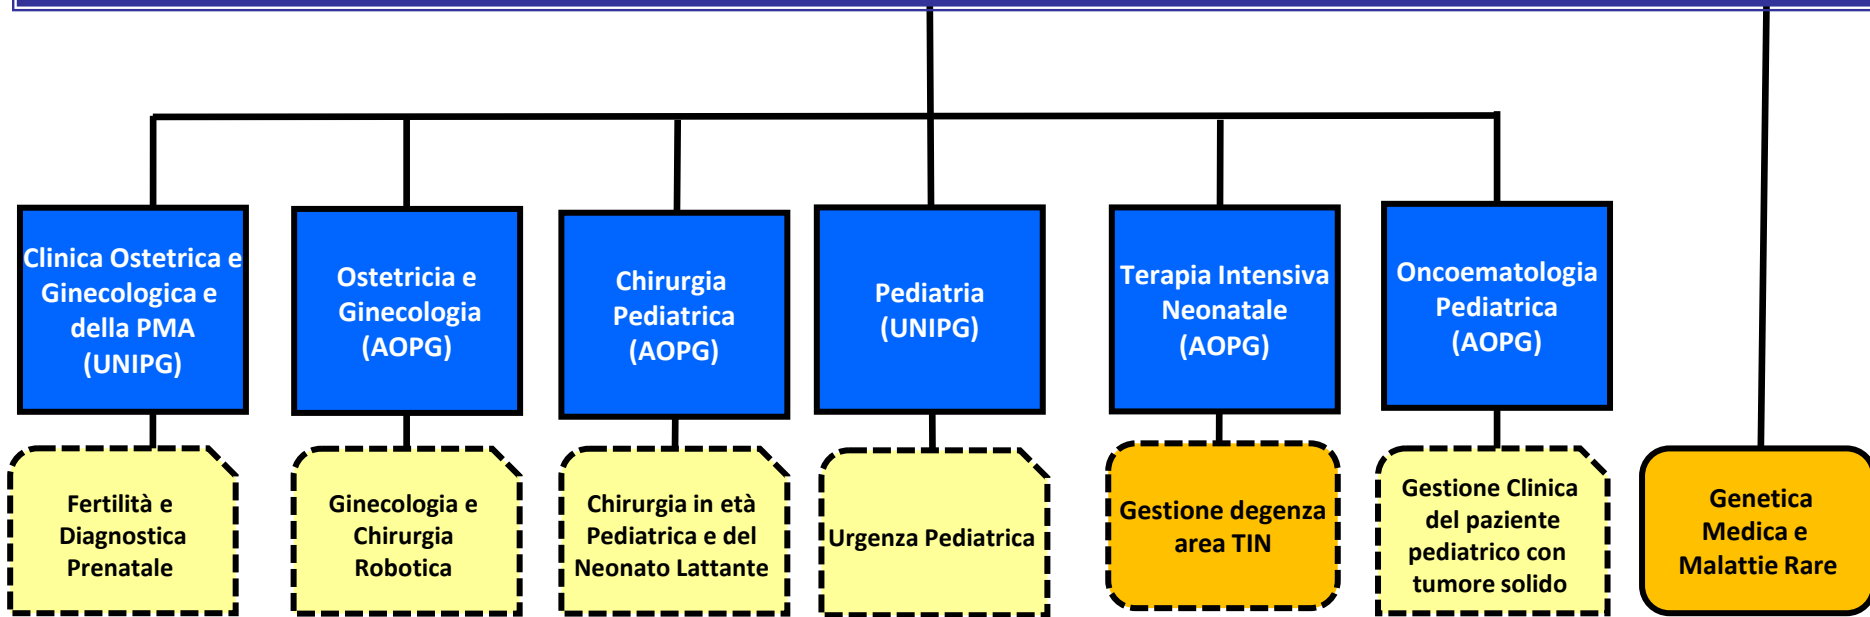 Clinica Ostetrica e
Ginecologica e
della PMA
(UNIPG)
Ostetricia e
Ginecologia
(AOPG)
Chirurgia
Pediatrica
(AOPG)
Pediatria
(UNIPG)
Terapia Intensiva
Neonatale
(AOPG)
Oncoematologia
Pediatrica
(AOPG)
Fertilità e
Diagnostica
Prenatale
Ginecologia e
Chirurgia
Robotica
Chirurgia in età
Pediatrica e del
Neonato Lattante
Urgenza Pediatrica
Gestione degenza
area TIN
Gestione Clinica
del paziente
pediatrico con
tumore solido
Genetica
Medica e
Malattie Rare